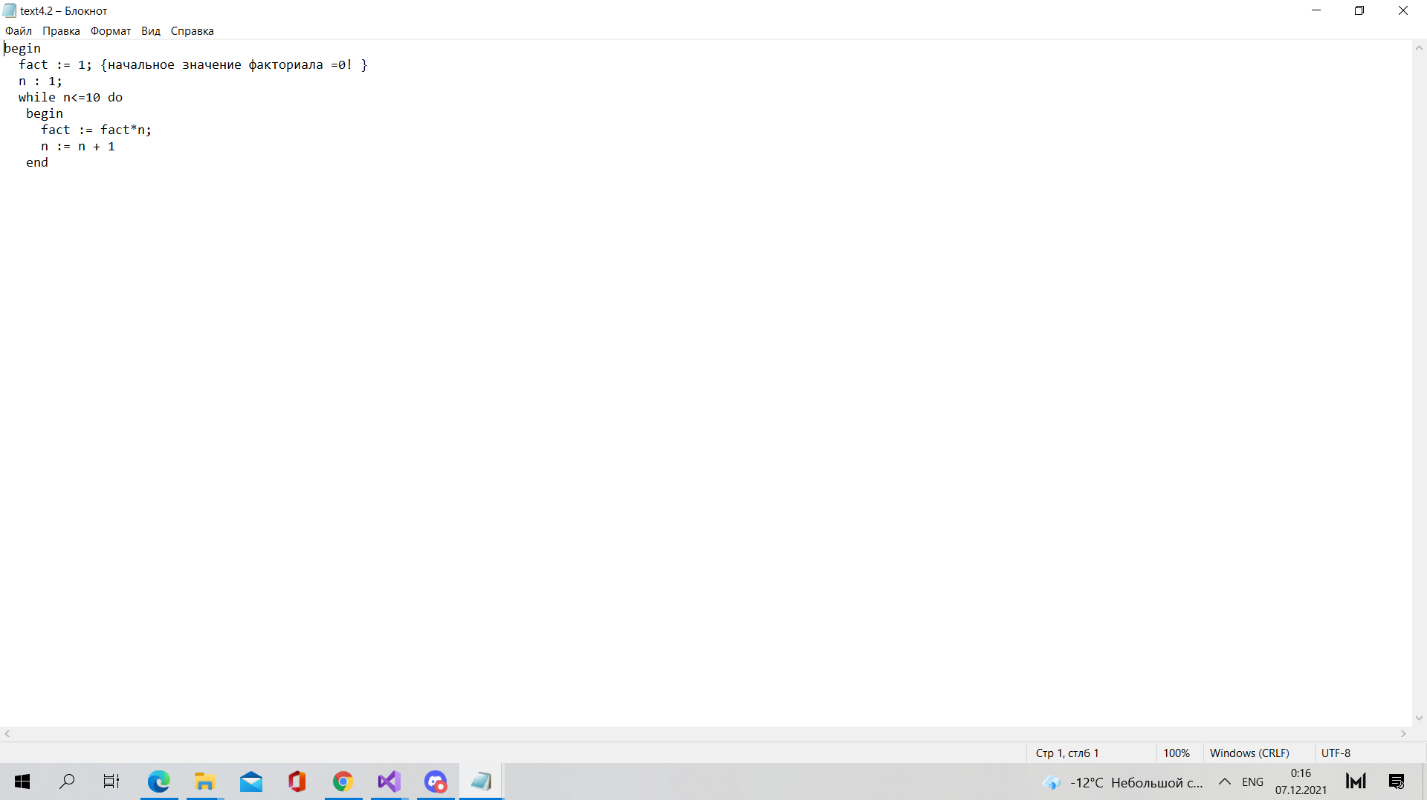 text4.2 – Блокнот
Файл Правка Формат Вид Справка
begin
  fact := 1; {начальное значение факториала =0! }
  n : 1;
  while n<=10 do
   begin
     fact := fact*n;
     n := n + 1
   end
Стр 1, стлб 1 100% Windows (CRLF) UTF-8
-12°C Небольшой с... ENG 0:16
07.12.2021